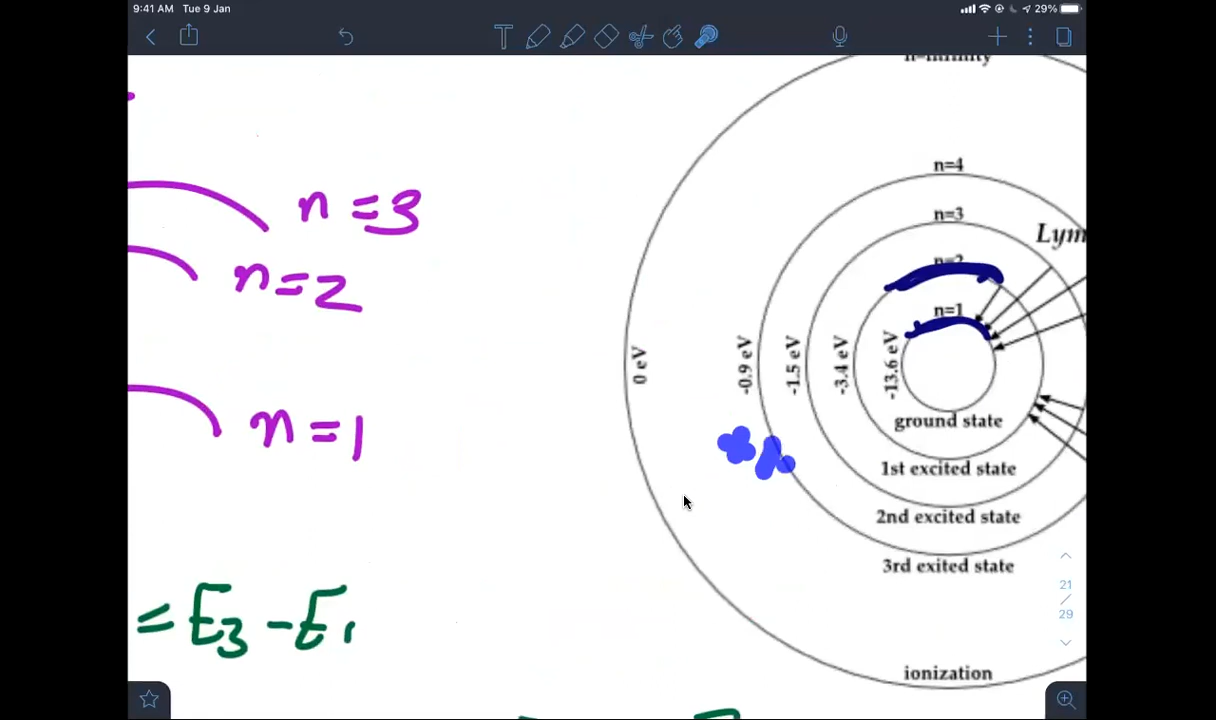 9:41 AM Tue 9 Jan
29%
T
n=infinity
n=4
n=3
Lym
n=2
n=1
n = 3
n = 2
n = 1
0 eV
-0.9 eV
-1.5 eV
-3.4 eV
-13.6 eV
ground state
1st excited state
2nd excited state
3rd exited state
ionization
= E3 - E1
21
/
29